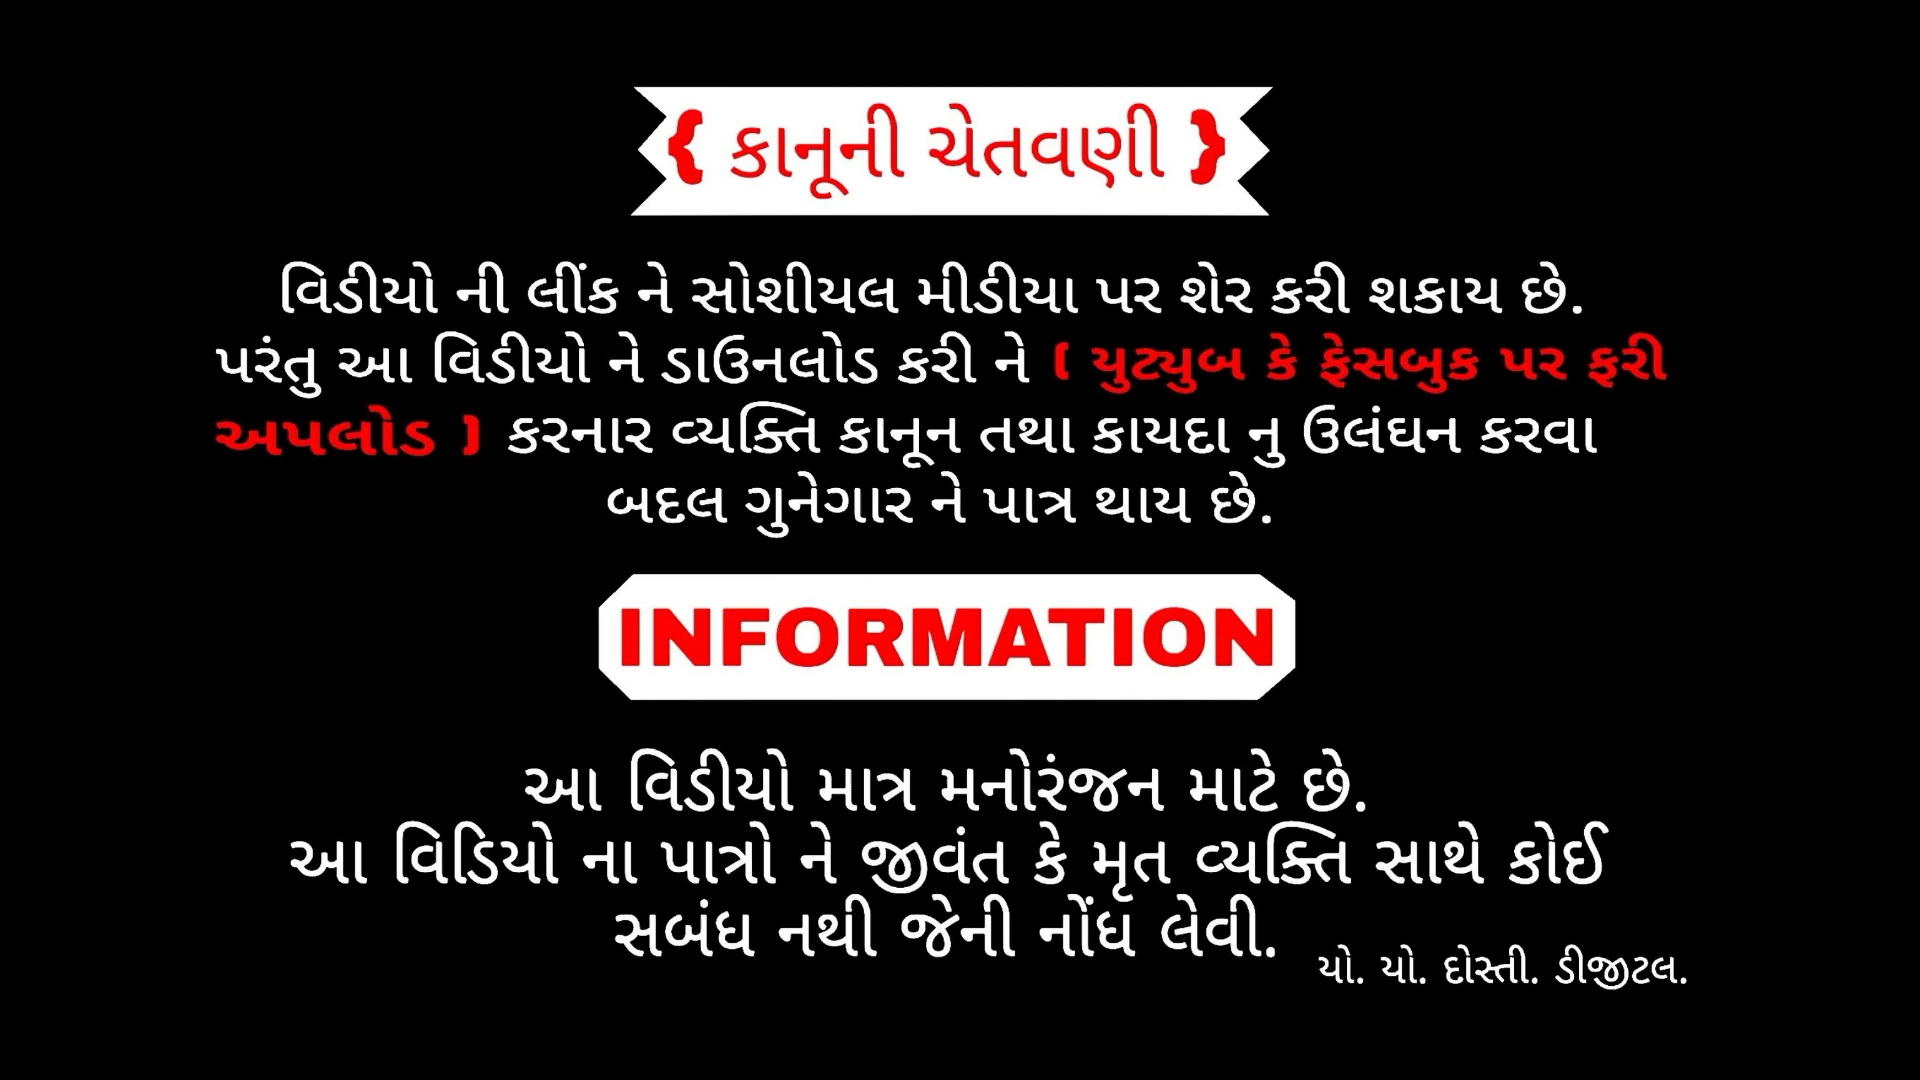 { કાનૂની ચેતવણી }
વિડીયો ની લીંક ને સોશીયલ મીડીયા પર શેર કરી શકાય છે.
પરંતુ આ વિડીયો ને ડાઉનલોડ કરી ને ( યુટ્યુબ કે ફેસબુક પર ફરી
અપલોડ ) કરનાર વ્યક્તિ કાનૂન તથા કાયદા નુ ઉલંઘન કરવા
બદલ ગુનેગાર ને પાત્ર થાય છે.
INFORMATION
આ વિડીયો માત્ર મનોરંજન માટે છે.
આ વિડિયો ના પાત્રો ને જીવંત કે મૃત વ્યક્તિ સાથે કોઈ
સબંધ નથી જેની નોંધ લેવી.
યો. યો. દોસ્તી. ડીજીટલ.